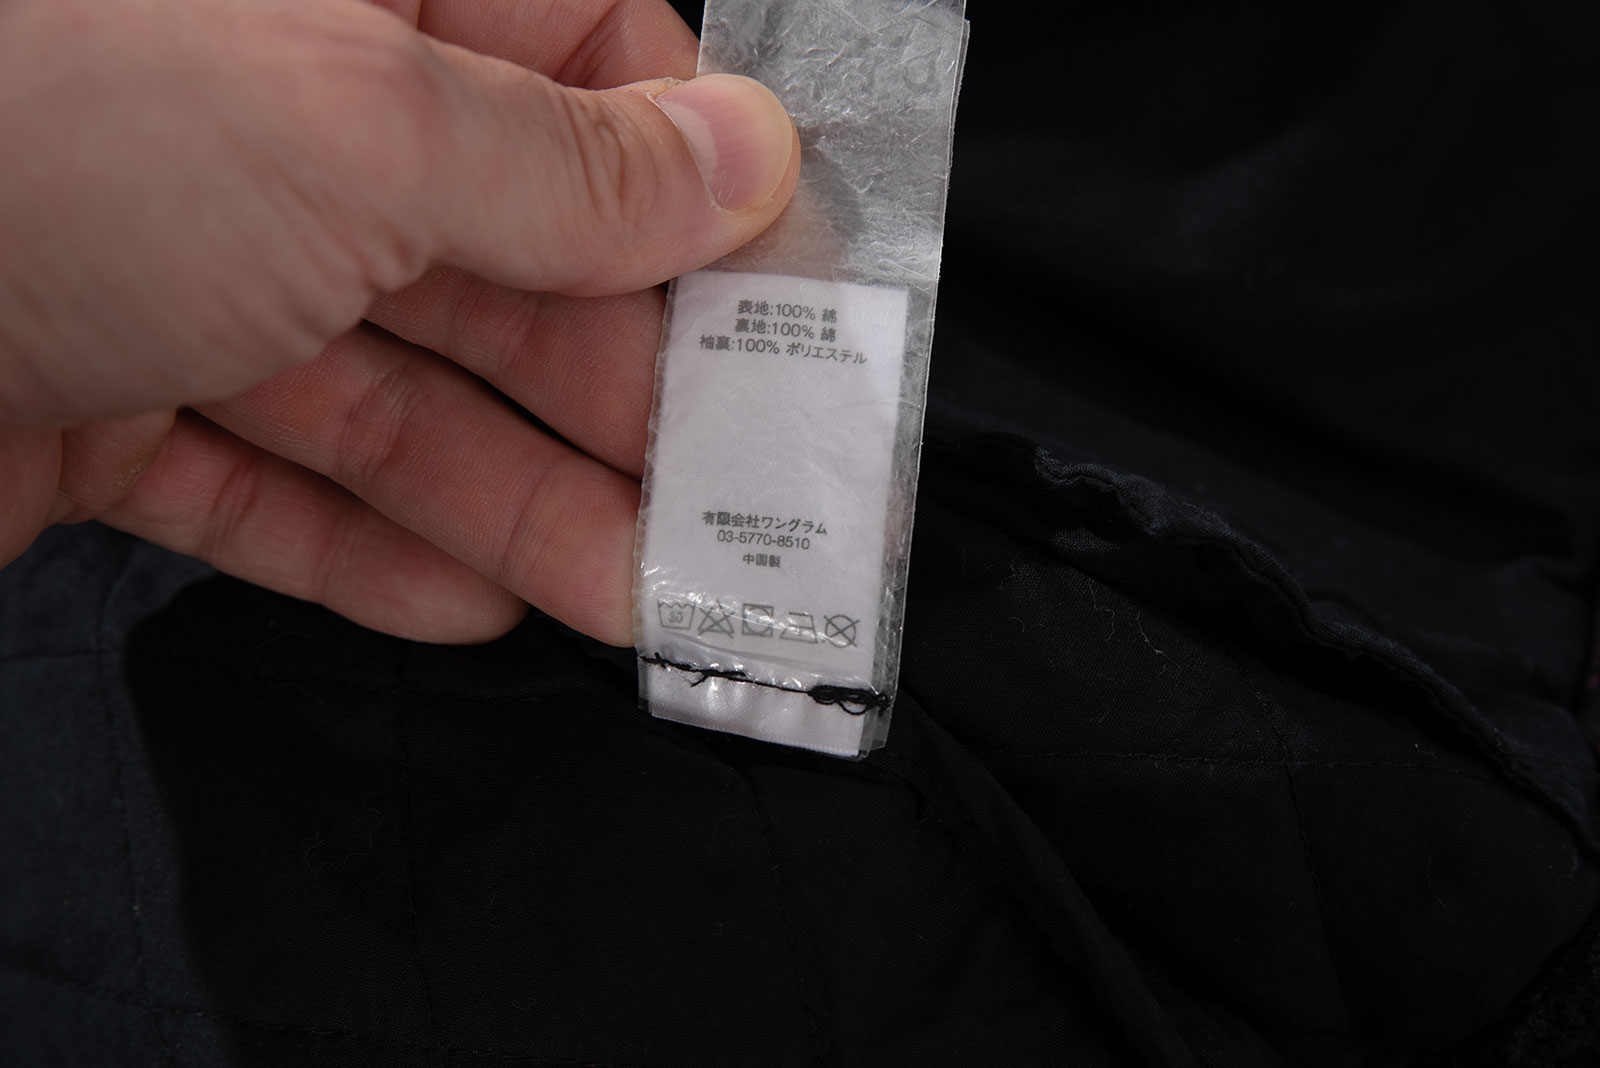 表地:100% 綿
裏地:100% 綿
袖裏:100% ポリエステル
有限会社ワングラム
03-5770-8510
中国製
30